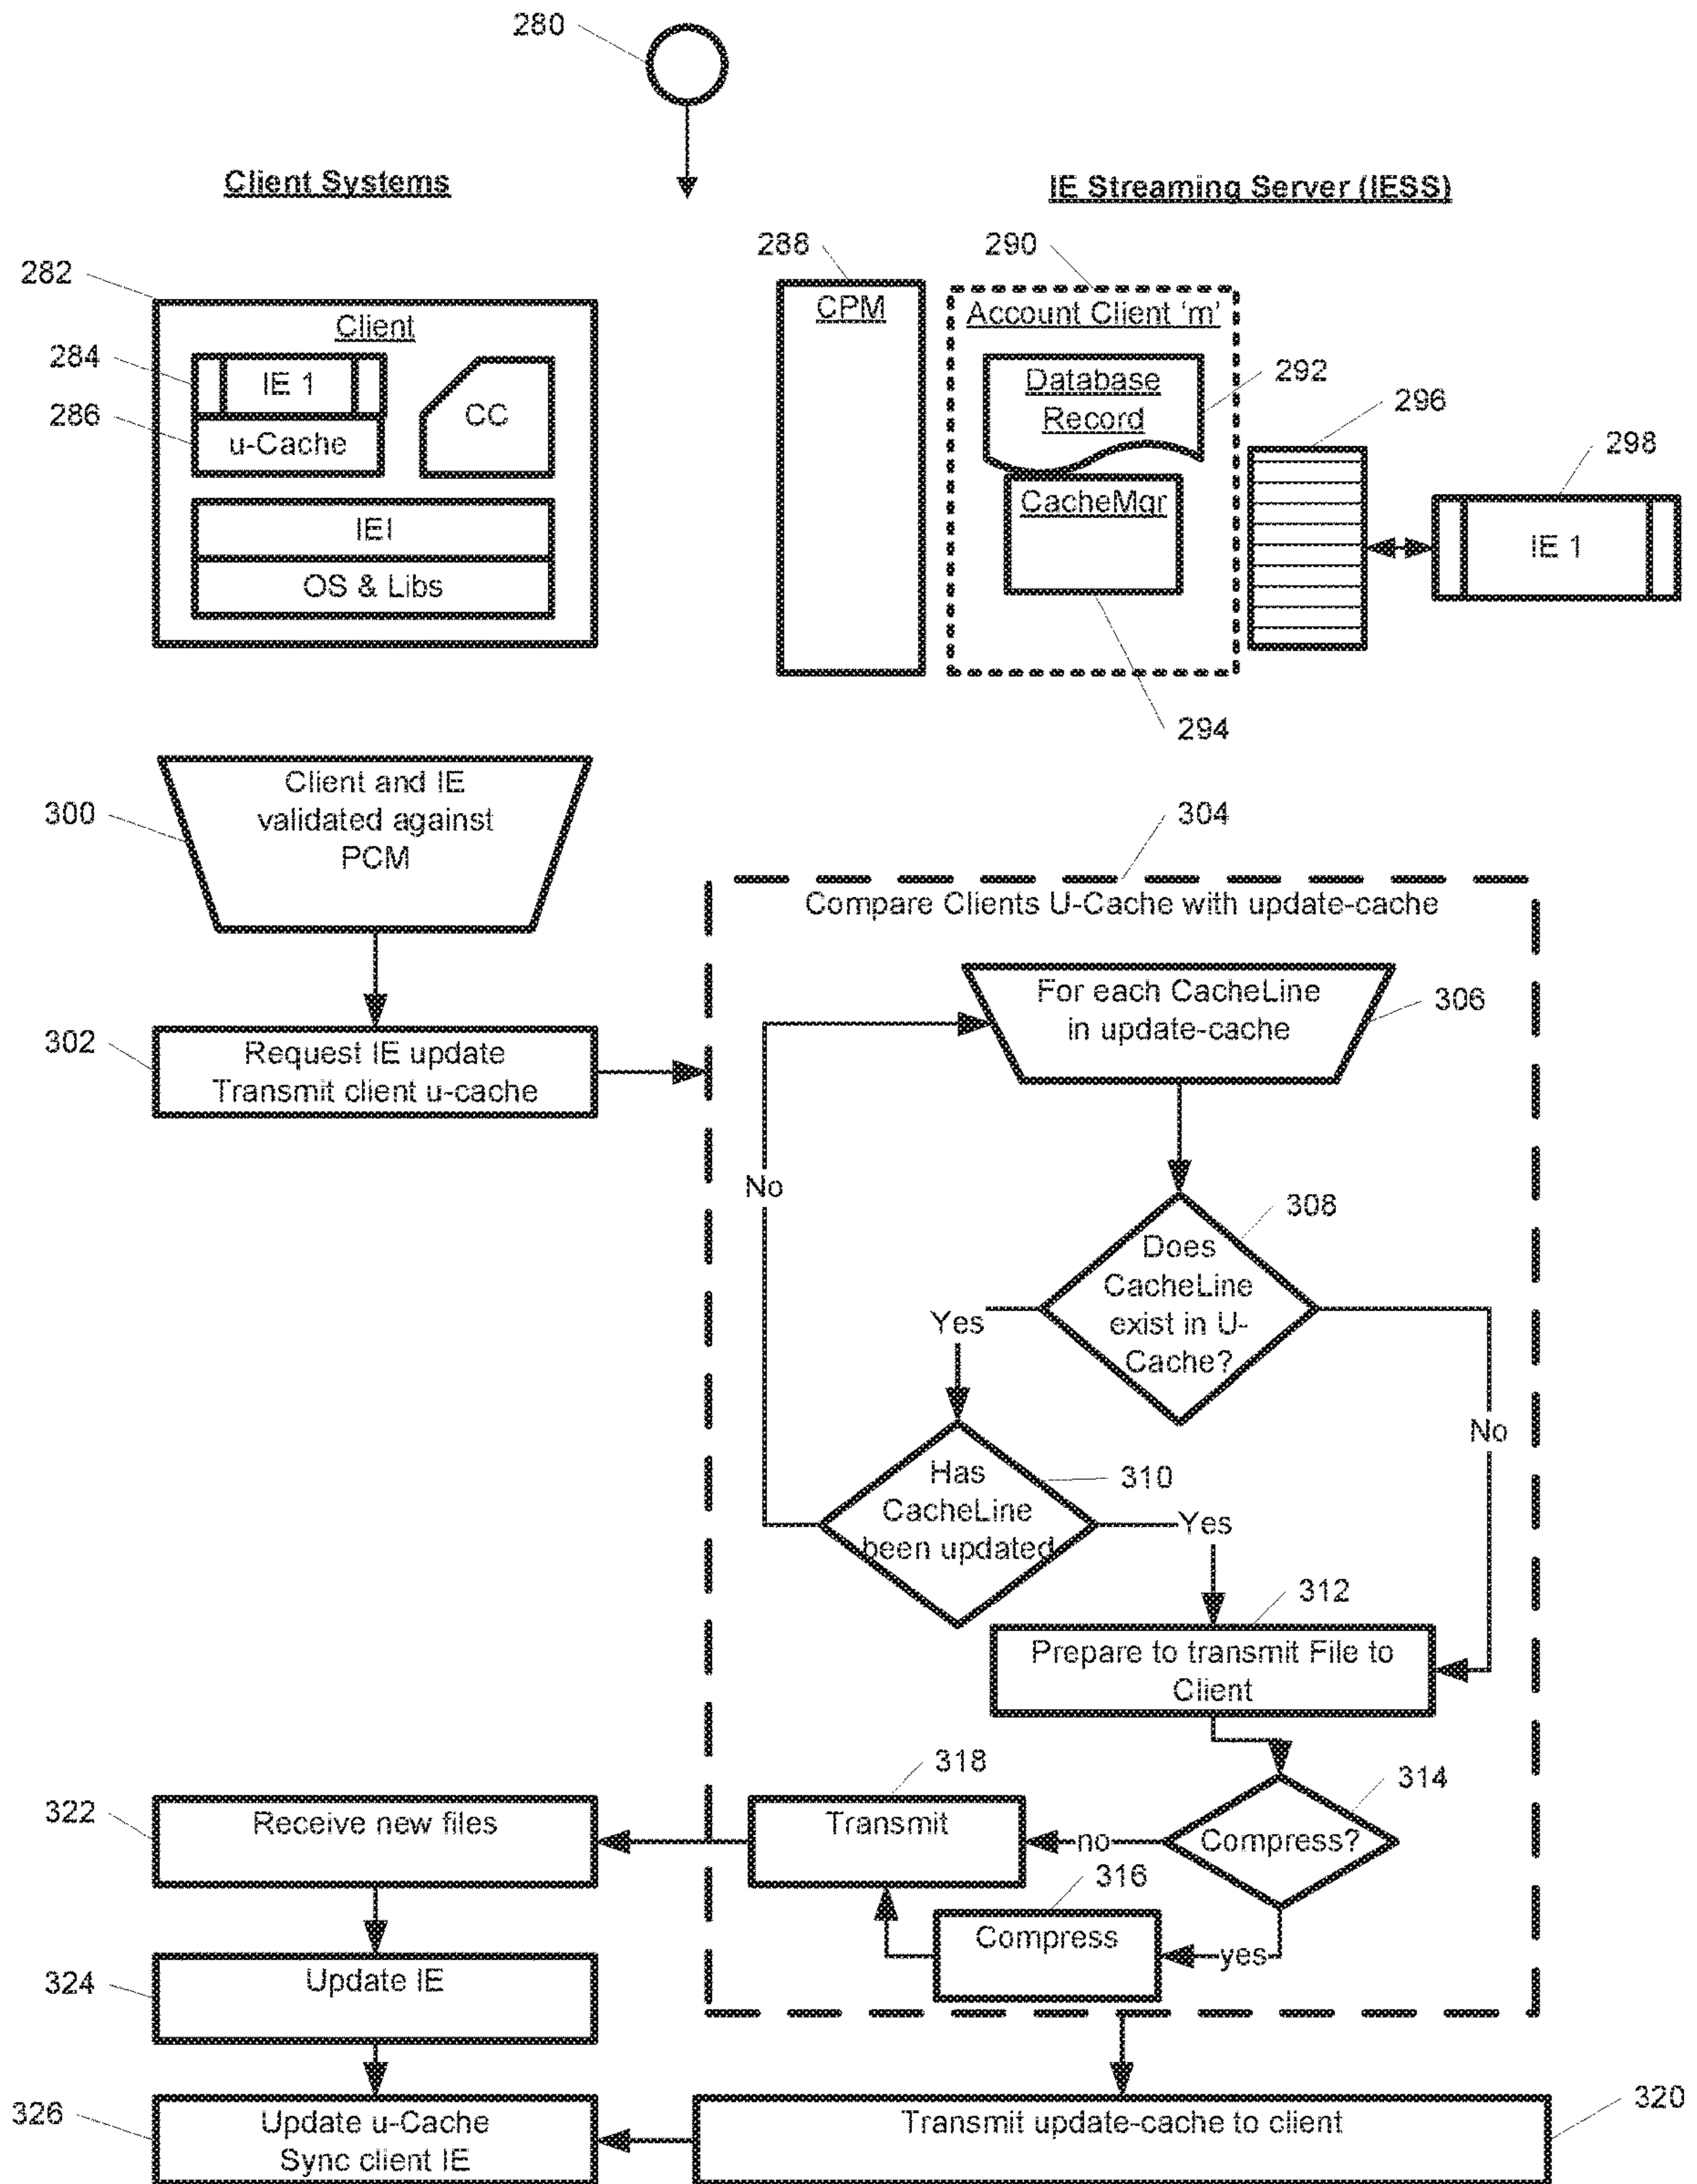 280
Client Systems
IE Streaming Server (IESS)
282
Client
284
IE 1
286
u-Cache
CC
IEI
OS & Libs
288
CPM
290
Account Client 'm'
Database
Record
292
CacheMgr
294
296
298
IE 1
300
Client and IE
validated against
PCM
302
Request IE update
Transmit client u-cache
304
Compare Clients U-Cache with update-cache
For each CacheLine
in update-cache
306
No
308
Does
CacheLine
exist in U-
Cache?
Yes
No
310
Has
CacheLine
been updated
Yes
312
Prepare to transmit File to
Client
314
Compress?
no
318
Transmit
316
Compress
yes
322
Receive new files
324
Update IE
326
Update u-Cache
Sync client IE
Transmit update-cache to client
320